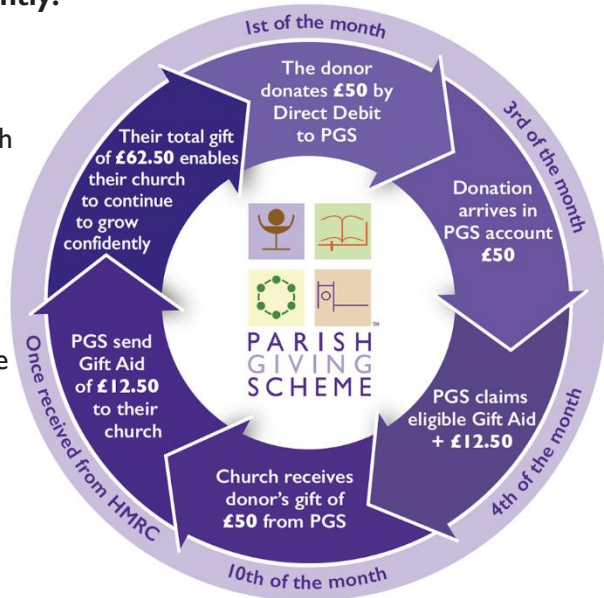 1st of the month
The donor
donates £50 by
Direct Debit
to PGS
3rd of the month
Donation
arrives in
PGS account
£50
4th of the month
PGS claims
eligible Gift Aid
+ £12.50
10th of the month
Church receives
donor's gift of
£50 from PGS
Once received from HMRC
PGS send
Gift Aid
of £12.50
to their
church
Their total gift
of £62.50 enables
their church
to continue
to grow
confidently
PARISH
GIVING
SCHEME
TM